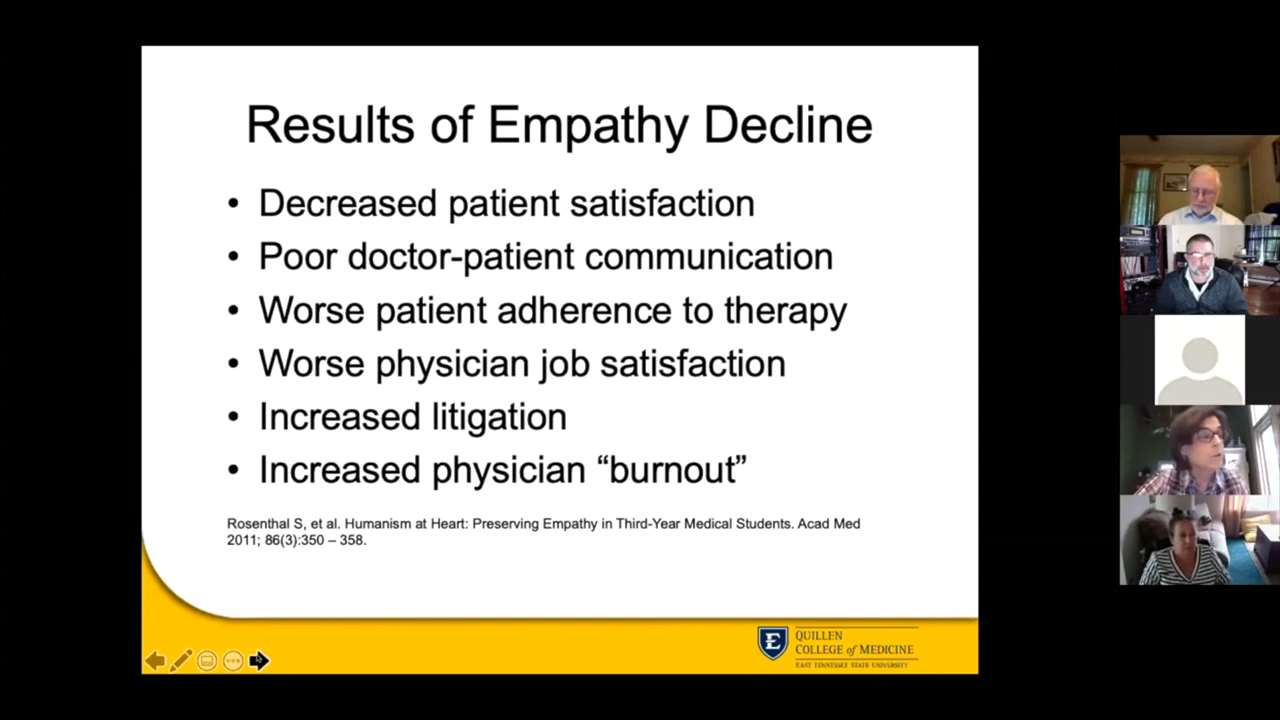 Results of Empathy Decline
• Decreased patient satisfaction
• Poor doctor-patient communication
• Worse patient adherence to therapy
• Worse physician job satisfaction
• Increased litigation
• Increased physician “burnout”
Rosenthal S, et al. Humanism at Heart: Preserving Empathy in Third-Year Medical Students. Acad Med
2011; 86(3):350 – 358.
E
QUILLEN
COLLEGE of MEDICINE
EAST TENNESSEE STATE UNIVERSITY